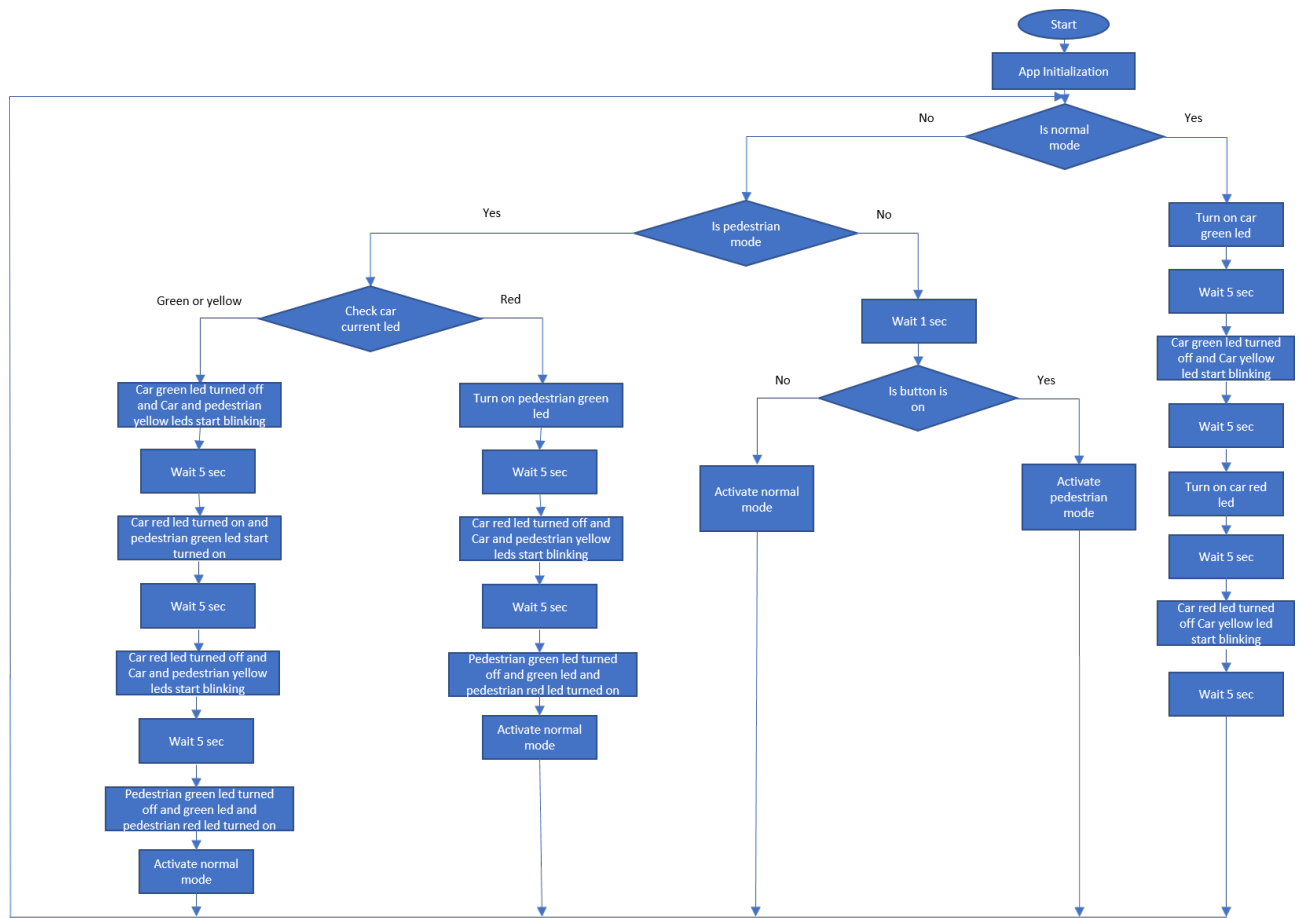 Start
App Initialization
Is normal
mode
No
Yes
Is pedestrian
mode
Yes
No
Check car
current led
Green or yellow
Red
Car green led turned off
and Car and pedestrian
yellow leds start blinking
Wait 5 sec
Car red led turned on and
pedestrian green led start
turned on
Wait 5 sec
Car red led turned off and
Car and pedestrian yellow
leds start blinking
Wait 5 sec
Pedestrian green led turned
off and green led and
pedestrian red led turned on
Activate normal
mode
Turn on pedestrian green
led
Wait 5 sec
Car red led turned off and
Car and pedestrian yellow
leds start blinking
Wait 5 sec
Pedestrian green led turned
off and green led and
pedestrian red led turned on
Activate normal
mode
Wait 1 sec
Is button is
on
No
Yes
Activate normal
mode
Activate
pedestrian
mode
Turn on car
green led
Wait 5 sec
Car green led turned
off and Car yellow
led start blinking
Wait 5 sec
Turn on car red
led
Wait 5 sec
Car red led turned
off Car yellow led
start blinking
Wait 5 sec